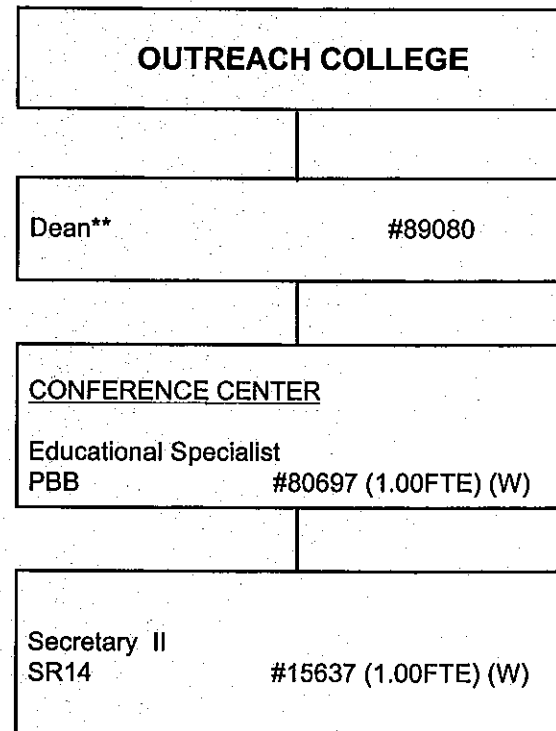 OUTREACH COLLEGE
Dean** #89080
CONFERENCE CENTER
Educational Specialist
PBB #80697 (1.00FTE) (W)
Secretary II
SR14 #15637 (1.00FTE) (W)